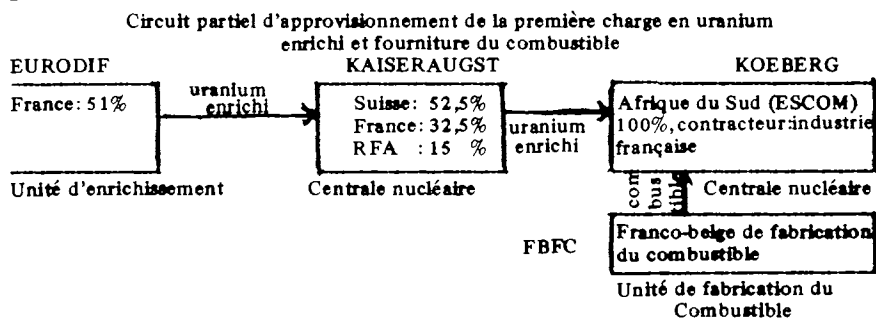 Circuit partiel d'approvisionnement de la première charge en uranium
enrichi et fourniture du combustible
EURODIF
KAISERAUGST
KOEBERG
France: 51%
uranium
enrichi
Suisse: 52,5%
France: 32,5%
RFA : 15 %
uranium
enrichi
Afrique du Sud (ESCOM)
100%, contracteur:industrie
française
Unité d'enrichissement
Centrale nucléaire
com
bus
tible
Centrale nucléaire
FBFC
Franco-belge de fabrication
du combustible
Unité de fabrication du
Combustible